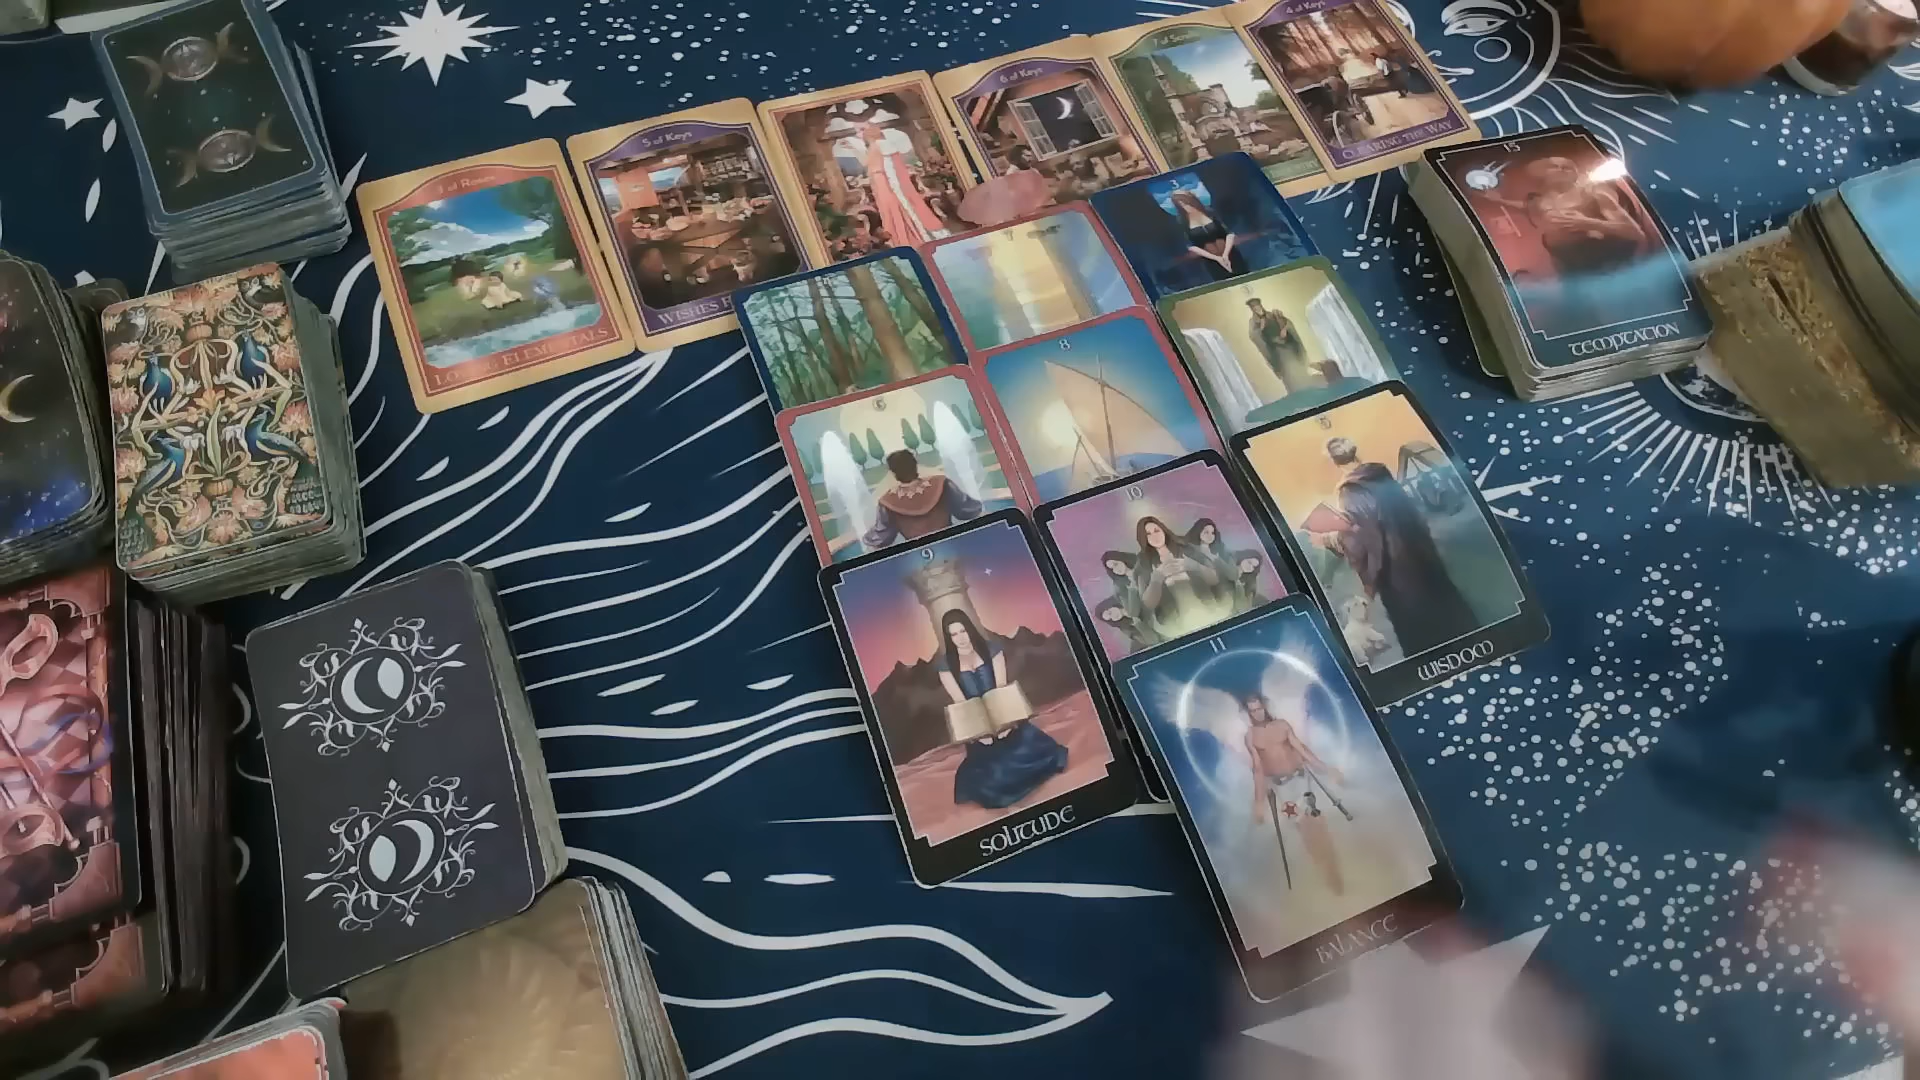 4 of Keys
CLEARING THE WAY
6 of Keys
5 of Keys
WISHES F
3 of Roses
LOVING ELEMENTALS
15
TEMPTATION
3
8
6
10
WISDOM
9
SOLITUDE
11
BALANCE